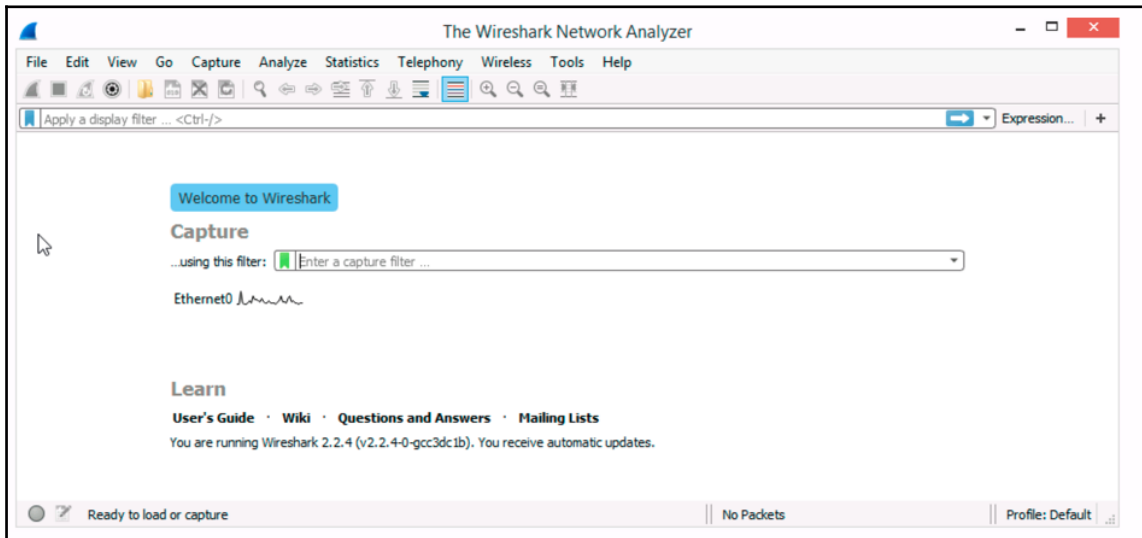 The Wireshark Network Analyzer
File Edit View Go Capture Analyze Statistics Telephony Wireless Tools Help
Apply a display filter ... <Ctrl-/> Expression... +
Welcome to Wireshark
Capture
...using this filter: Enter a capture filter ...
Ethernet0
Learn
User's Guide · Wiki · Questions and Answers · Mailing Lists
You are running Wireshark 2.2.4 (v2.2.4-0-gcc3dc1b). You receive automatic updates.
Ready to load or capture No Packets Profile: Default